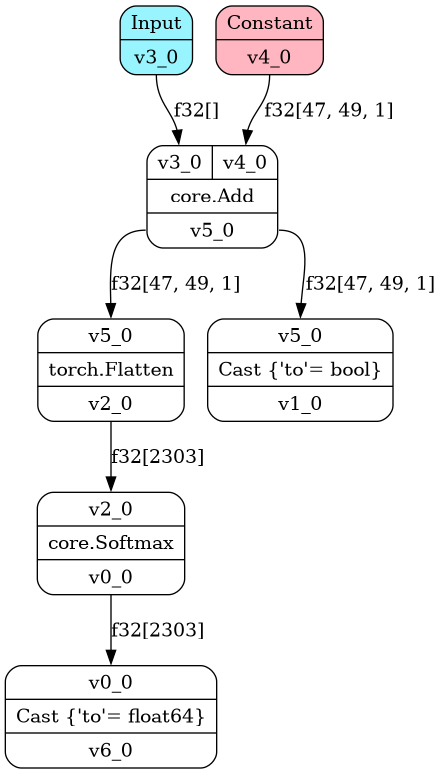 Input
v3_0
Constant
v4_0
f32[]
f32[47, 49, 1]
v3_0 v4_0
core.Add
v5_0
f32[47, 49, 1]
f32[47, 49, 1]
v5_0
torch.Flatten
v2_0
v5_0
Cast {'to'= bool}
v1_0
f32[2303]
v2_0
core.Softmax
v0_0
f32[2303]
v0_0
Cast {'to'= float64}
v6_0